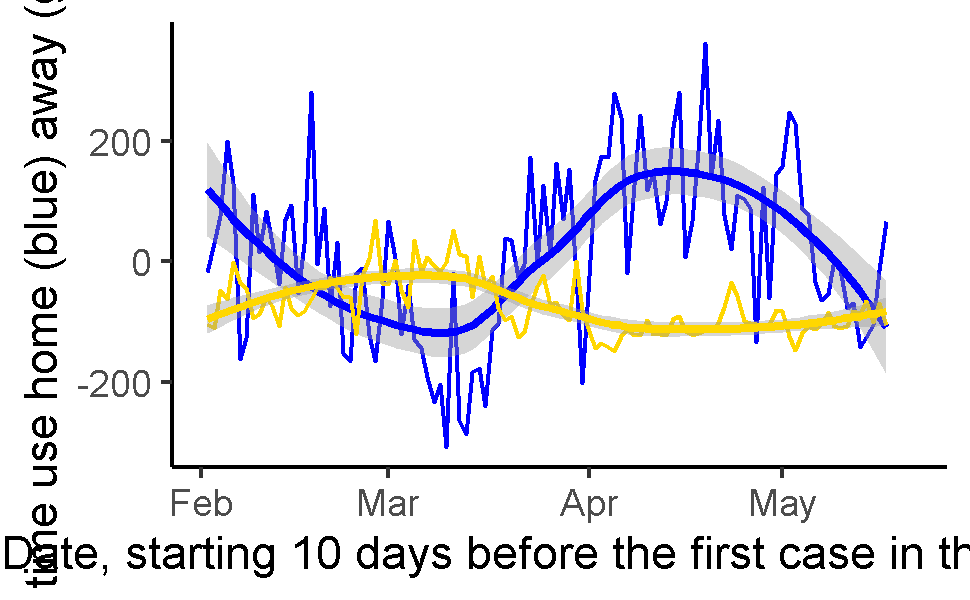 time use home (blue) away (
200
0
-200
Feb Mar Apr May
Date, starting 10 days before the first case in th